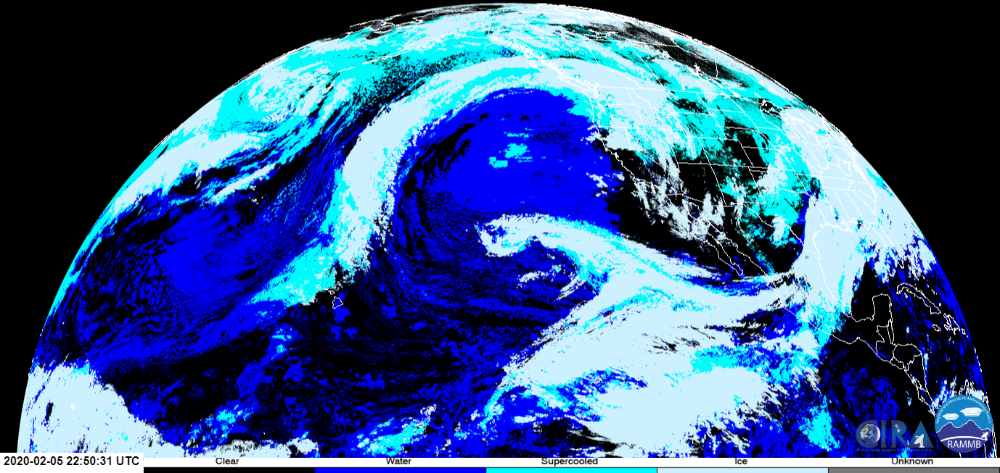 CIRA
RAMMB
2020-02-05 22:50:31 UTC
Clear Water Supercooled Ice Unknown